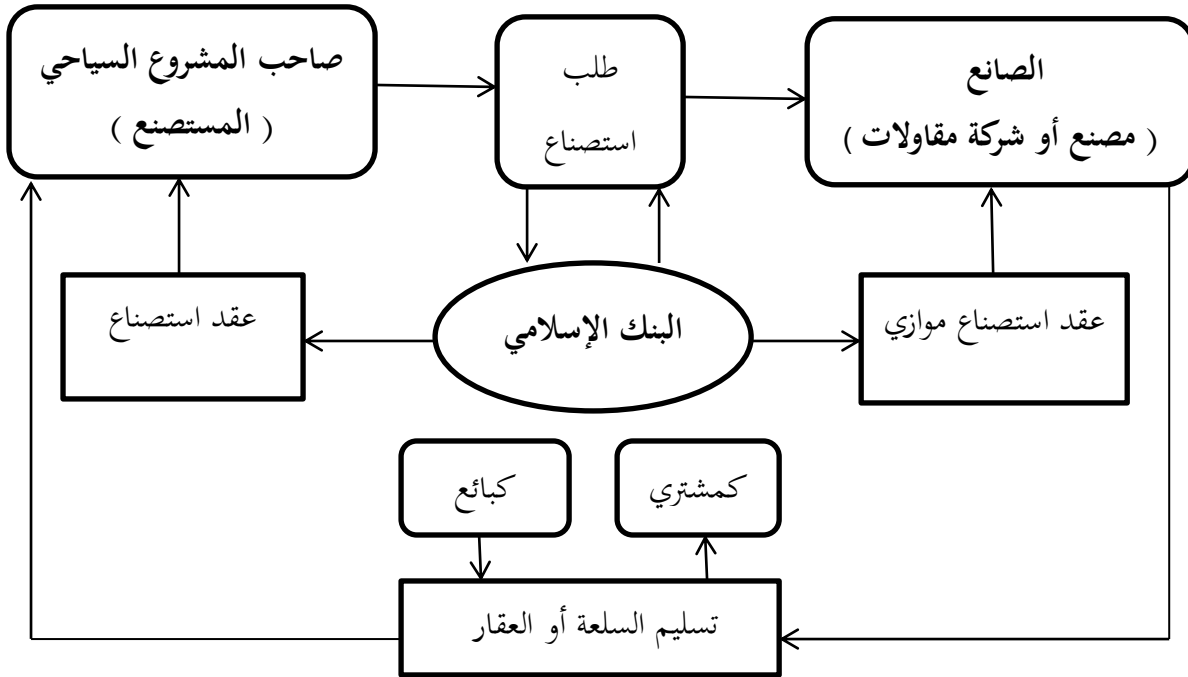 الصانع
( مصنع أو شركة مقاولات )
طلب
استصناع
صاحب المشروع السياحي
( المستصنع )
عقد استصناع موازي
البنك الإسلامي
عقد استصناع
كمشتري
كبائع
تسليم السلعة أو العقار